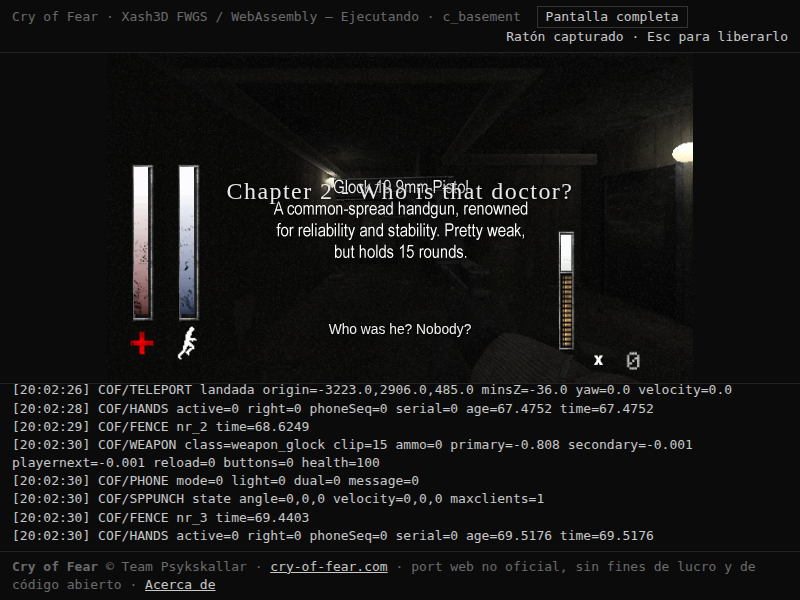 Cry of Fear · Xash3D FWGS / WebAssembly — Ejecutando · c_basement
Pantalla completa
Ratón capturado · Esc para liberarlo
Glock 19 9mm Pistol
Chapter 2 - Who is that doctor?
A common-spread handgun, renowned
for reliability and stability. Pretty weak,
but holds 15 rounds.
Who was he? Nobody?
x 0
[20:02:26] COF/TELEPORT landada origin=-3223.0,2906.0,485.0 minsZ=-36.0 yaw=0.0 velocity=0.0
[20:02:28] COF/HANDS active=0 right=0 phoneSeq=0 serial=0 age=67.4752 time=67.4752
[20:02:29] COF/FENCE nr_2 time=68.6249
[20:02:30] COF/WEAPON class=weapon_glock clip=15 ammo=0 primary=-0.808 secondary=-0.001
playernext=-0.001 reload=0 buttons=0 health=100
[20:02:30] COF/PHONE mode=0 light=0 dual=0 message=0
[20:02:30] COF/SPPUNCH state angle=0,0,0 velocity=0,0,0 maxclients=1
[20:02:30] COF/FENCE nr_3 time=69.4403
[20:02:30] COF/HANDS active=0 right=0 phoneSeq=0 serial=0 age=69.5176 time=69.5176
Cry of Fear © Team Psykskallar · cry-of-fear.com · port web no oficial, sin fines de lucro y de
código abierto · Acerca de